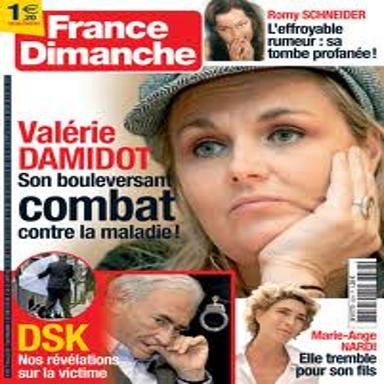 1€,20
France
Dimanche
Romy SCHNEIDER
L'effroyable
rumeur : sa
tombe profanée !
Valérie
DAMIDOT
Son bouleversant
combat
contre la maladie !
DSK
Nos révélations
sur la victime
Marie-Ange
NARDI
Elle tremble
pour son fils